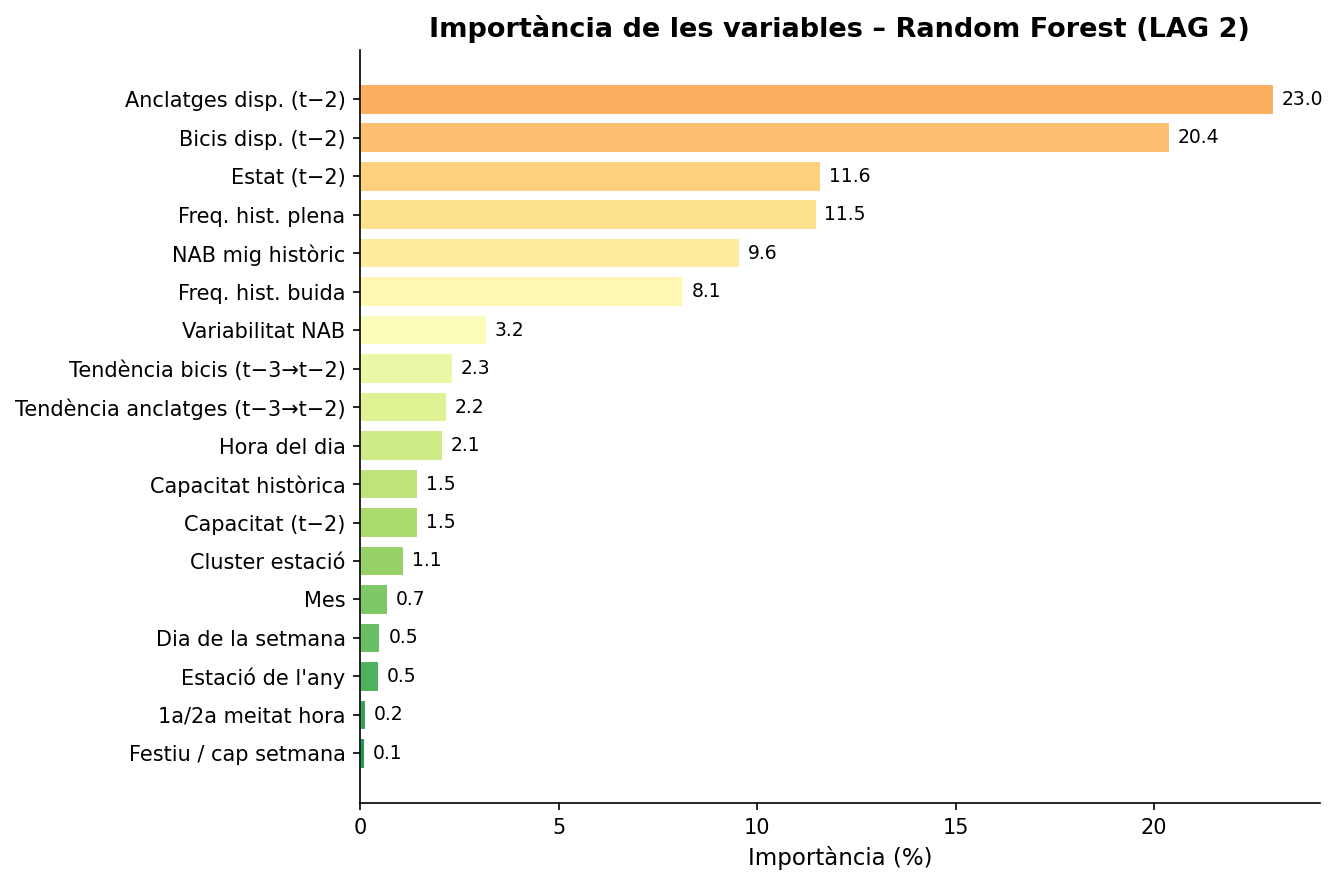 Importància de les variables – Random Forest (LAG 2)
Anclatges disp. (t−2) 23.0
Bicis disp. (t−2) 20.4
Estat (t−2) 11.6
Freq. hist. plena 11.5
NAB mig històric 9.6
Freq. hist. buida 8.1
Variabilitat NAB 3.2
Tendència bicis (t−3→t−2) 2.3
Tendència anclatges (t−3→t−2) 2.2
Hora del dia 2.1
Capacitat històrica 1.5
Capacitat (t−2) 1.5
Cluster estació 1.1
Mes 0.7
Dia de la setmana 0.5
Estació de l'any 0.5
1a/2a meitat hora 0.2
Festiu / cap setmana 0.1
0 5 10 15 20
Importància (%)